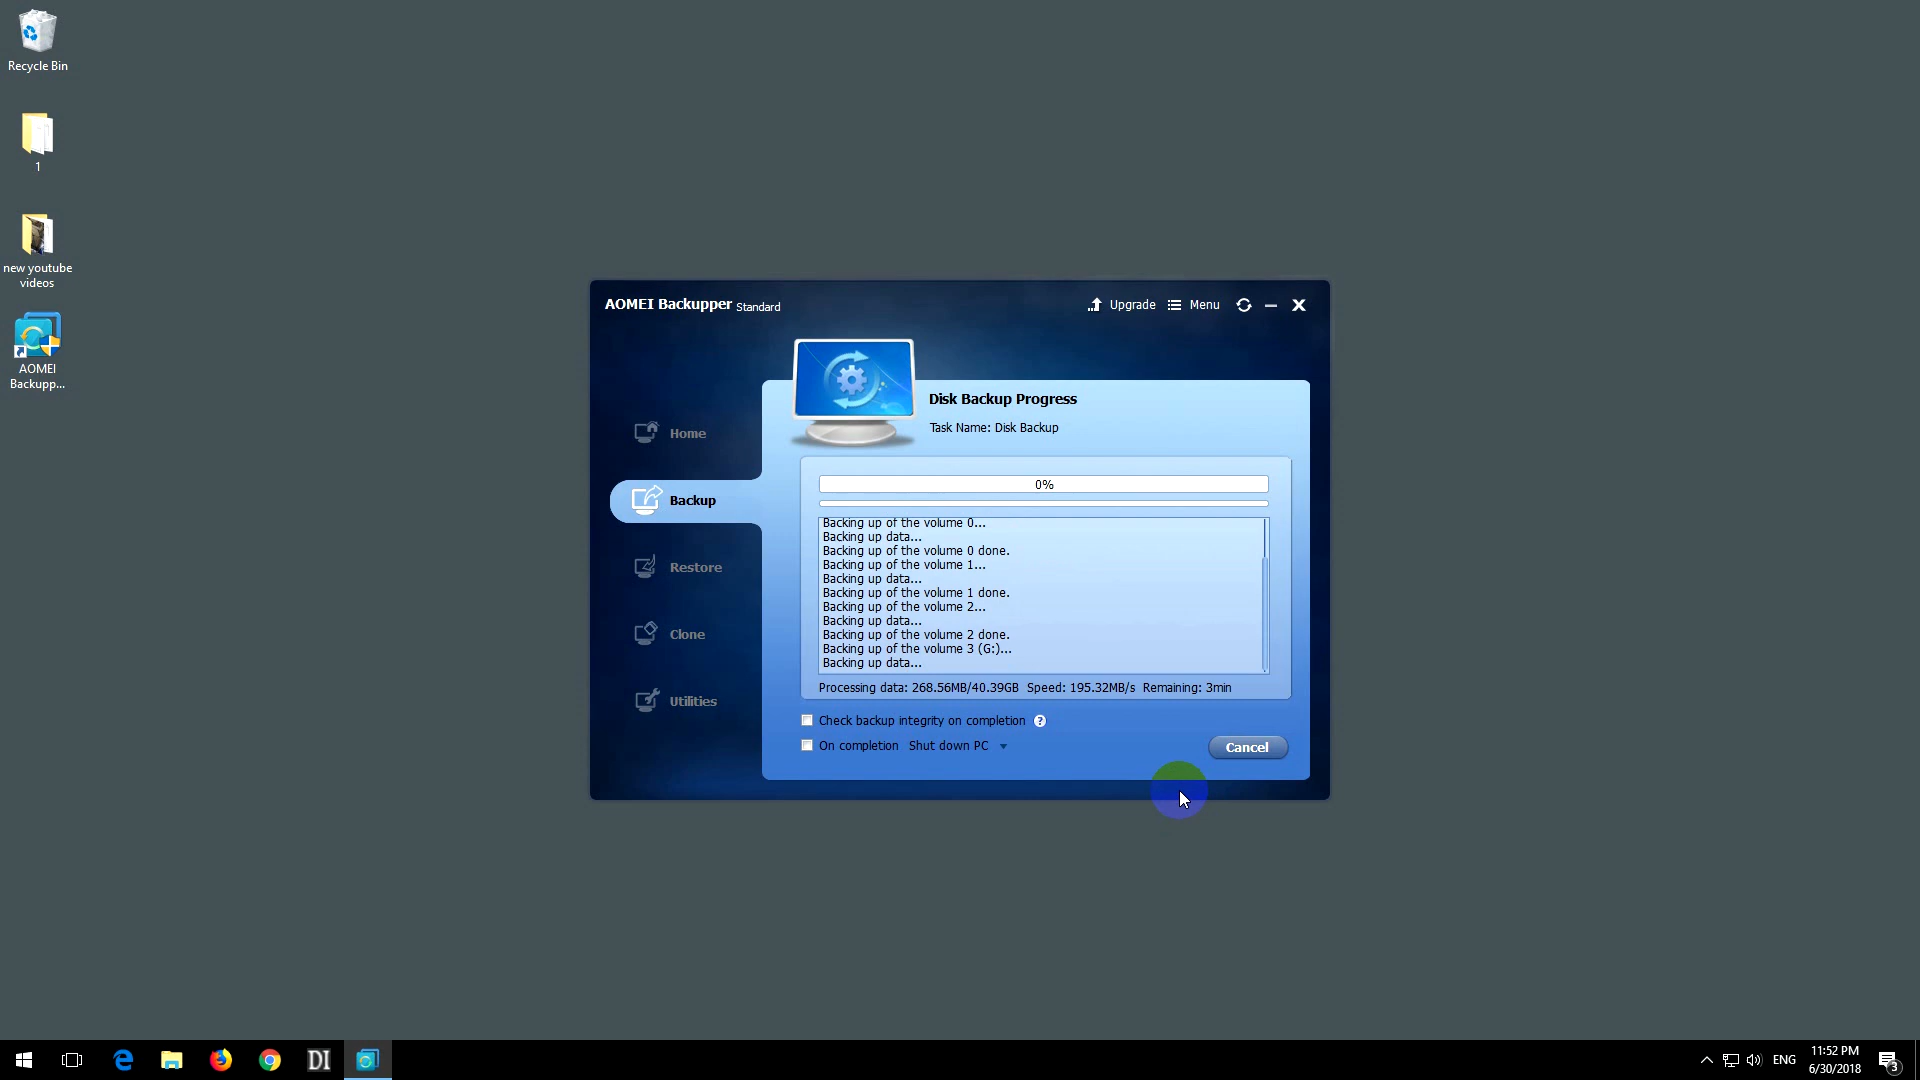 Recycle Bin
1
new youtube
videos
AOMEI
Backupp...
AOMEI Backupper Standard
Upgrade
Menu
Disk Backup Progress
Task Name: Disk Backup
Home
Backup
Restore
Clone
Utilities
0%
Backing up of the volume 0...
Backing up data...
Backing up of the volume 0 done.
Backing up of the volume 1...
Backing up data...
Backing up of the volume 1 done.
Backing up of the volume 2...
Backing up data...
Backing up of the volume 2 done.
Backing up of the volume 3 (G:)...
Backing up data...
Processing data: 268.56MB/40.39GB Speed: 195.32MB/s Remaining: 3min
Check backup integrity on completion ?
On completion Shut down PC
Cancel
DI
ENG
11:52 PM
6/30/2018
3